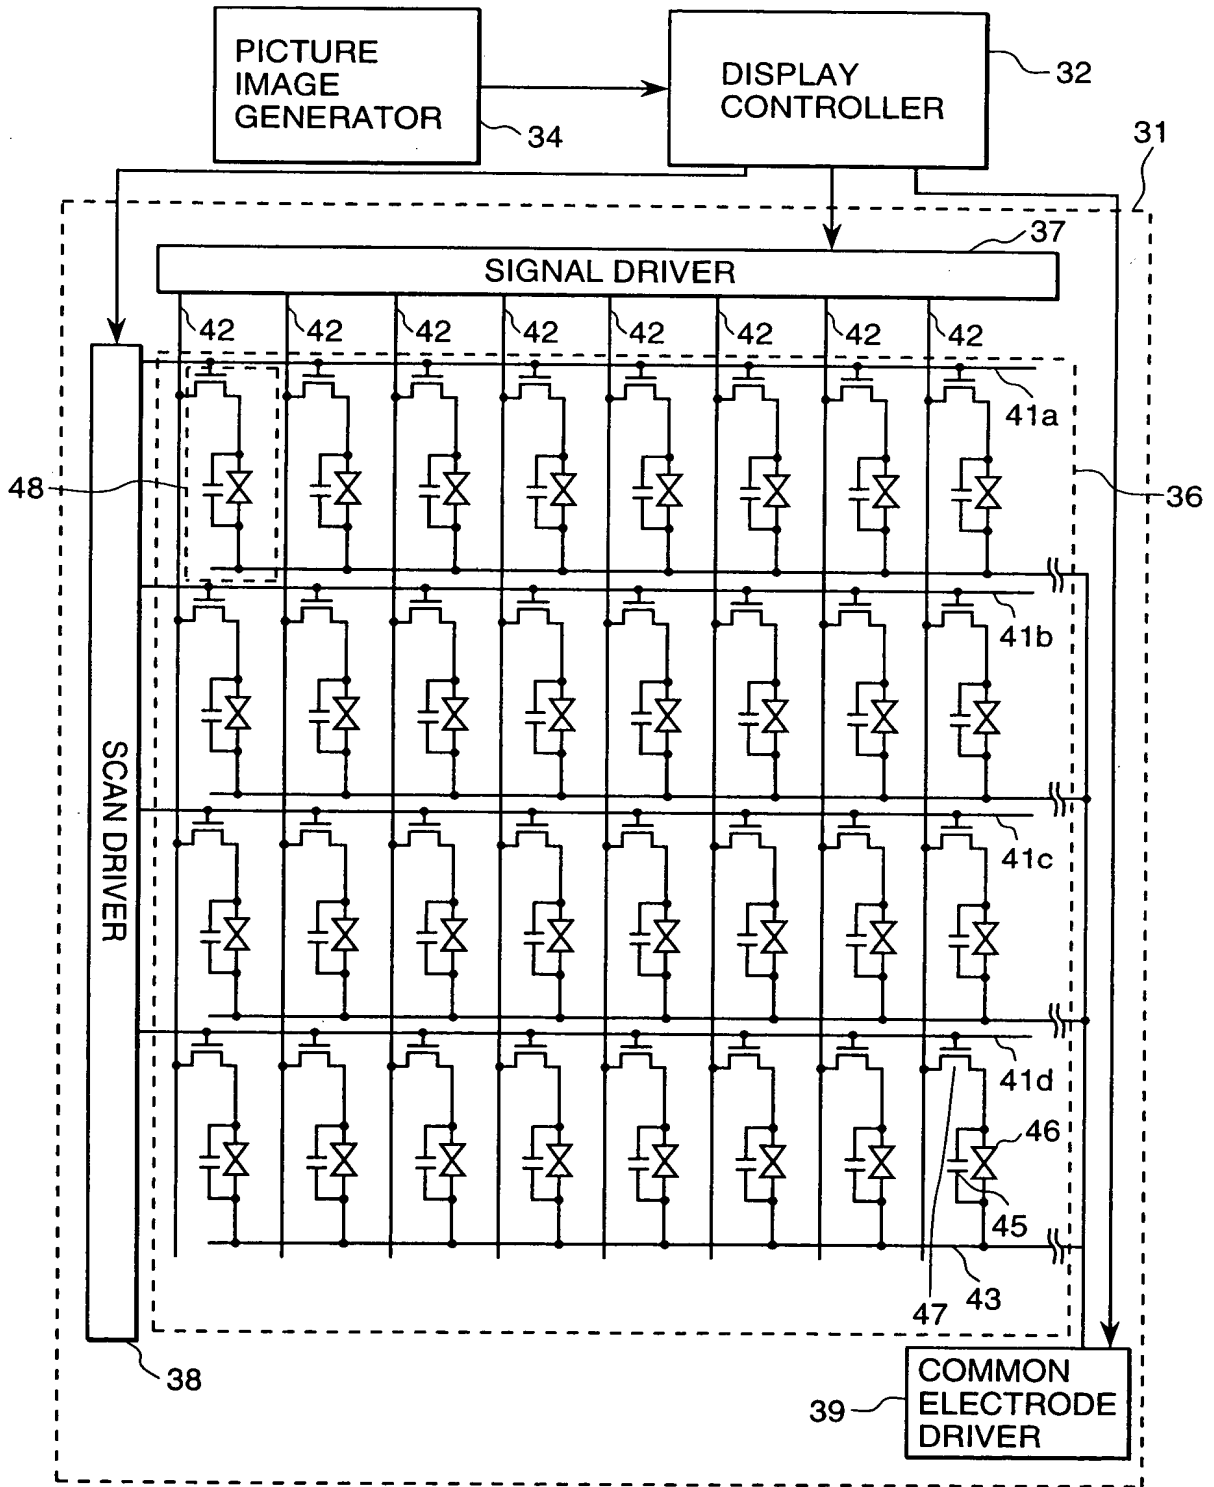 PICTURE
IMAGE
GENERATOR
34
DISPLAY
CONTROLLER
32
31
37
SIGNAL DRIVER
42 42 42 42 42 42 42 42
41a
48
36
41b
SCAN DRIVER
41c
41d
46
45
47
43
38
39
COMMON
ELECTRODE
DRIVER